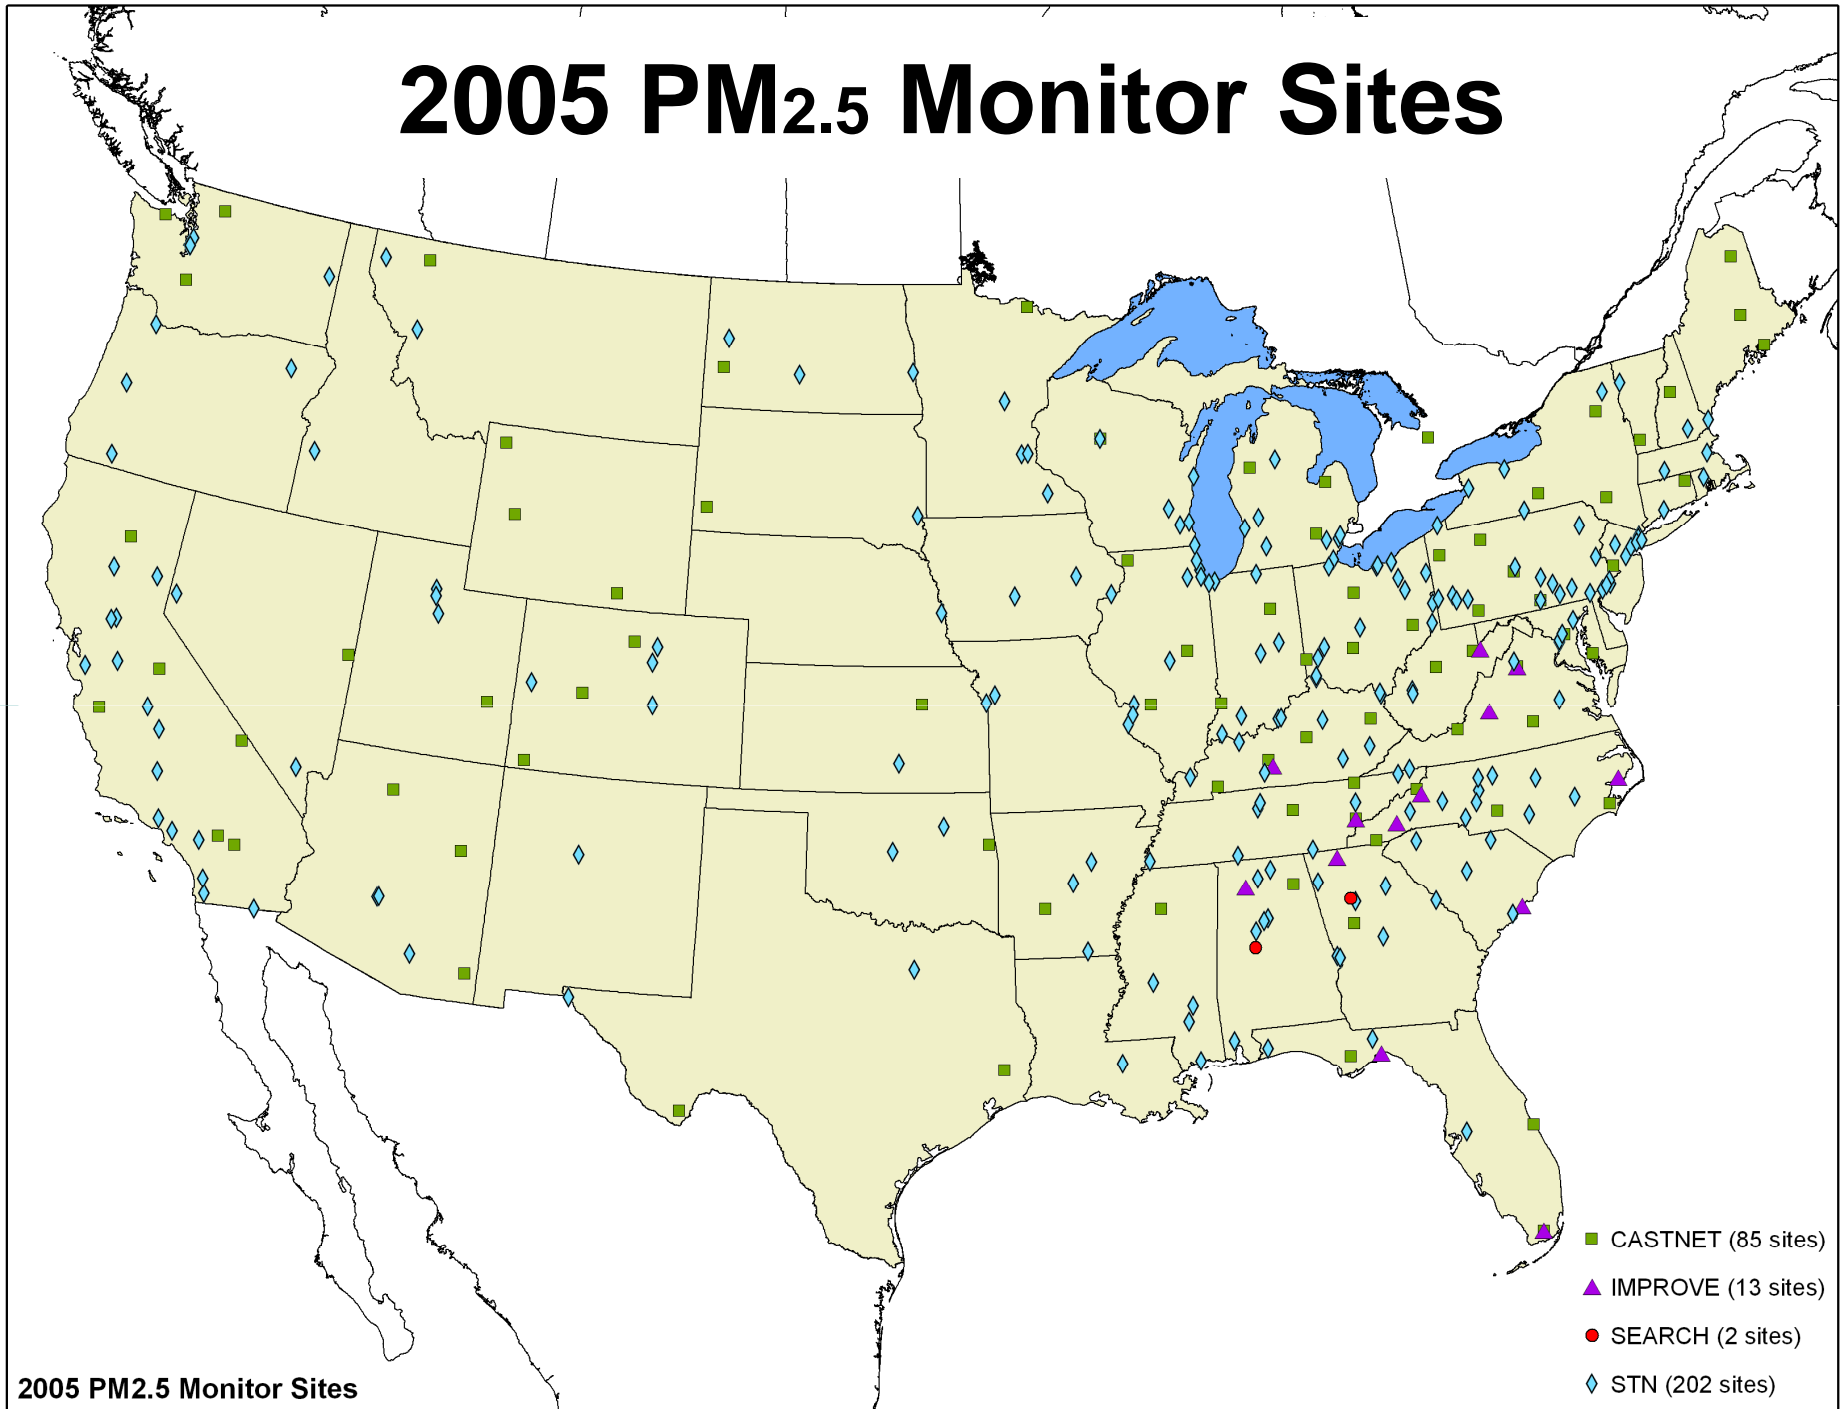 2005 PM2.5 Monitor Sites
CASTNET (85 sites)
IMPROVE (13 sites)
SEARCH (2 sites)
STN (202 sites)
2005 PM2.5 Monitor Sites